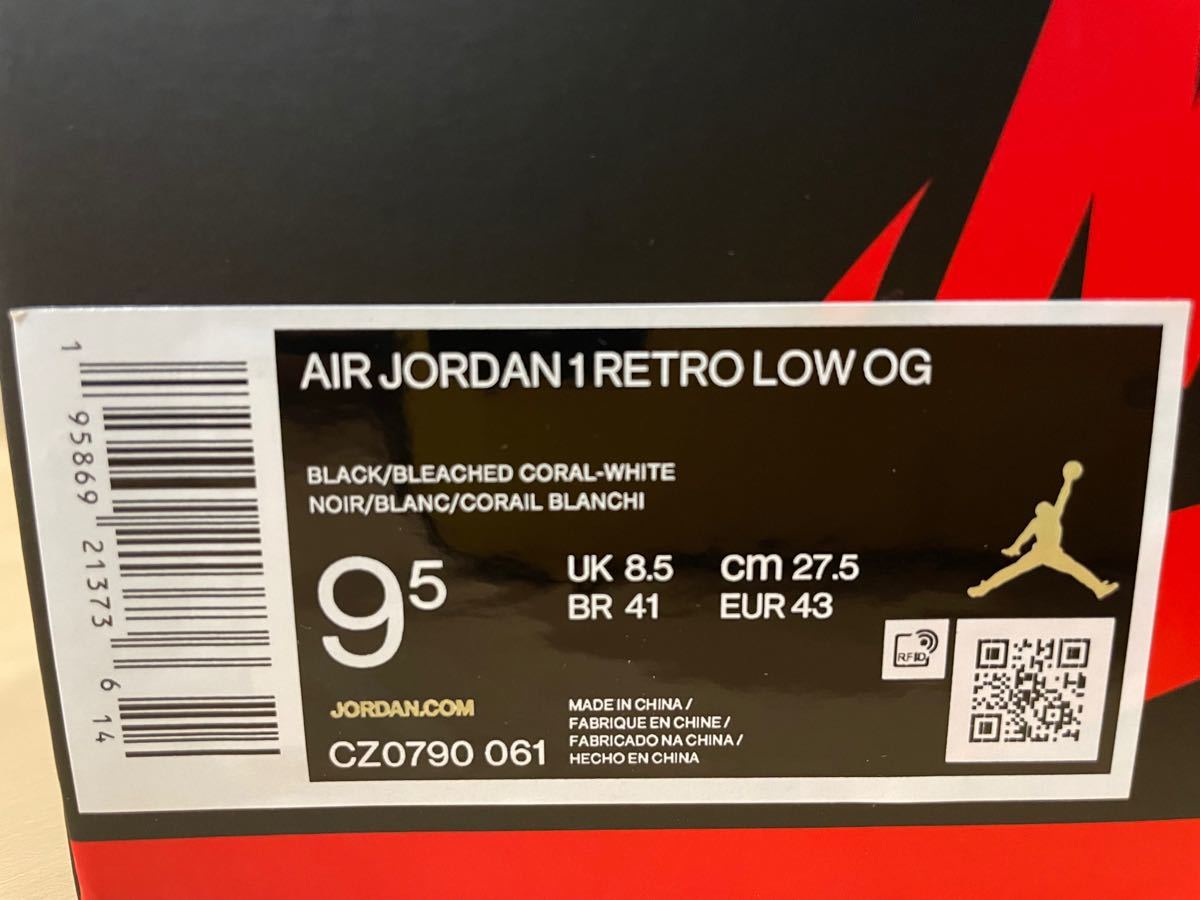 AIR JORDAN 1 RETRO LOW OG
BLACK/BLEACHED CORAL-WHITE
NOIR/BLANC/CORAIL BLANCHI
9 5
UK 8.5 cm 27.5
BR 41 EUR 43
RFID
JORDAN.COM
CZ0790 061
MADE IN CHINA /
FABRIQUE EN CHINE /
FABRICADO NA CHINA /
HECHO EN CHINA
1 95869 21373 6 14